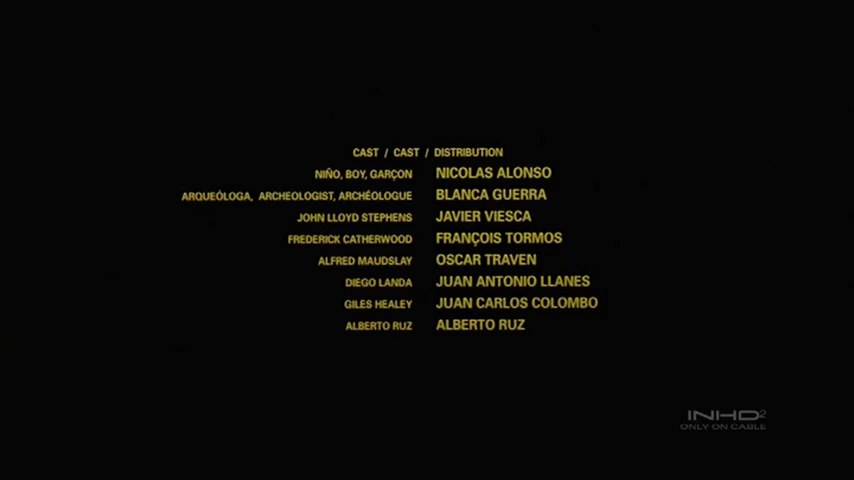 CAST / CAST / DISTRIBUTION
NIÑO, BOY, GARÇON NICOLAS ALONSO
ARQUEÓLOGA, ARCHEOLOGIST, ARCHÉOLOGUE BLANCA GUERRA
JOHN LLOYD STEPHENS JAVIER VIESCA
FREDERICK CATHERWOOD FRANÇOIS TORMOS
ALFRED MAUDSLAY OSCAR TRAVEN
DIEGO LANDA JUAN ANTONIO LLANES
GILES HEALEY JUAN CARLOS COLOMBO
ALBERTO RUZ ALBERTO RUZ
INHD2
ONLY ON CABLE